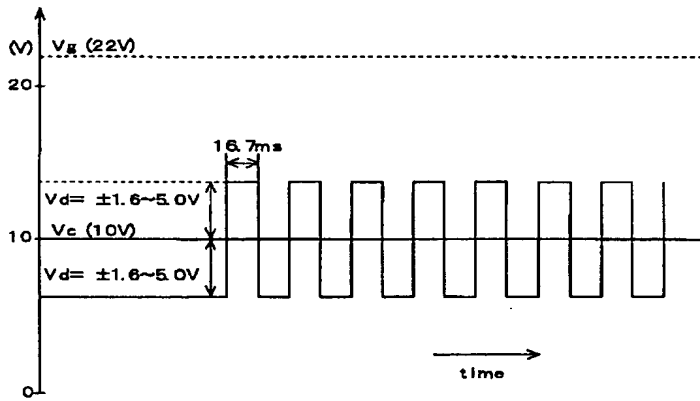 (V)
Vg (22V)
20
16.7ms
Vd= ±1.6~5.0V
Vc (10V)
10
Vd= ±1.6~5.0V
time
0